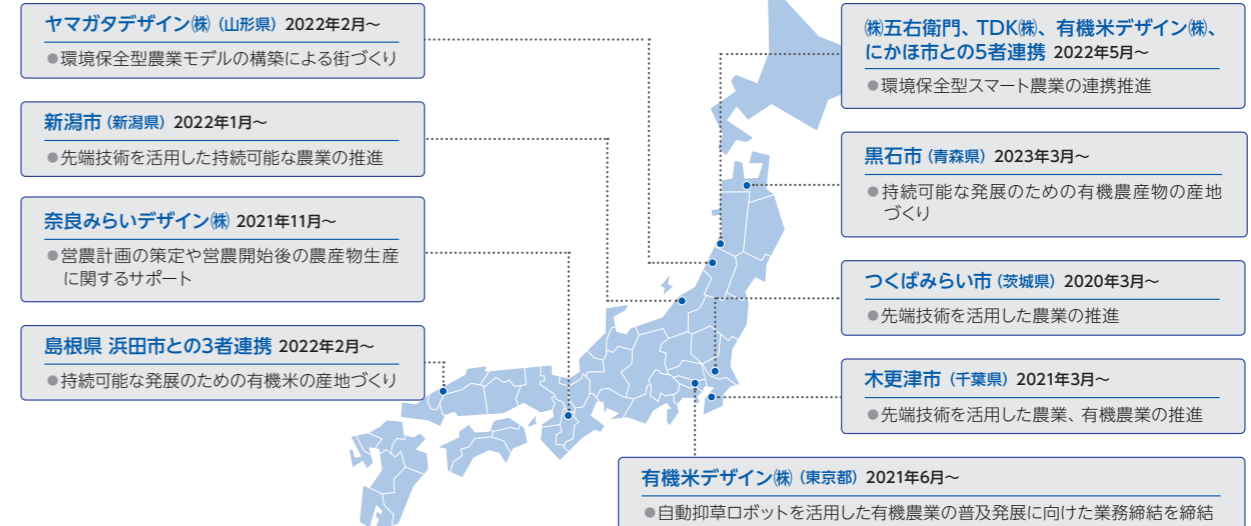 ヤマガタデザイン㈱(山形県) 2022年2月～
●環境保全型農業モデルの構築による街づくり
新潟市(新潟県) 2022年1月～
●先端技術を活用した持続可能な農業の推進
奈良みらいデザイン㈱ 2021年11月～
●営農計画の策定や営農開始後の農産物生産
に関するサポート
島根県 浜田市との3者連携 2022年2月～
●持続可能な発展のための有機米の産地づくり
㈱五右衛門、TDK㈱、有機米デザイン㈱、
にかほ市との5者連携 2022年5月～
●環境保全型スマート農業の連携推進
黒石市(青森県) 2023年3月～
●持続可能な発展のための有機農産物の産地
づくり
つくばみらい市(茨城県) 2020年3月～
●先端技術を活用した農業の推進
木更津市(千葉県) 2021年3月～
●先端技術を活用した農業、有機農業の推進
有機米デザイン㈱(東京都) 2021年6月～
●自動抑草ロボットを活用した有機農業の普及発展に向けた業務締結を締結